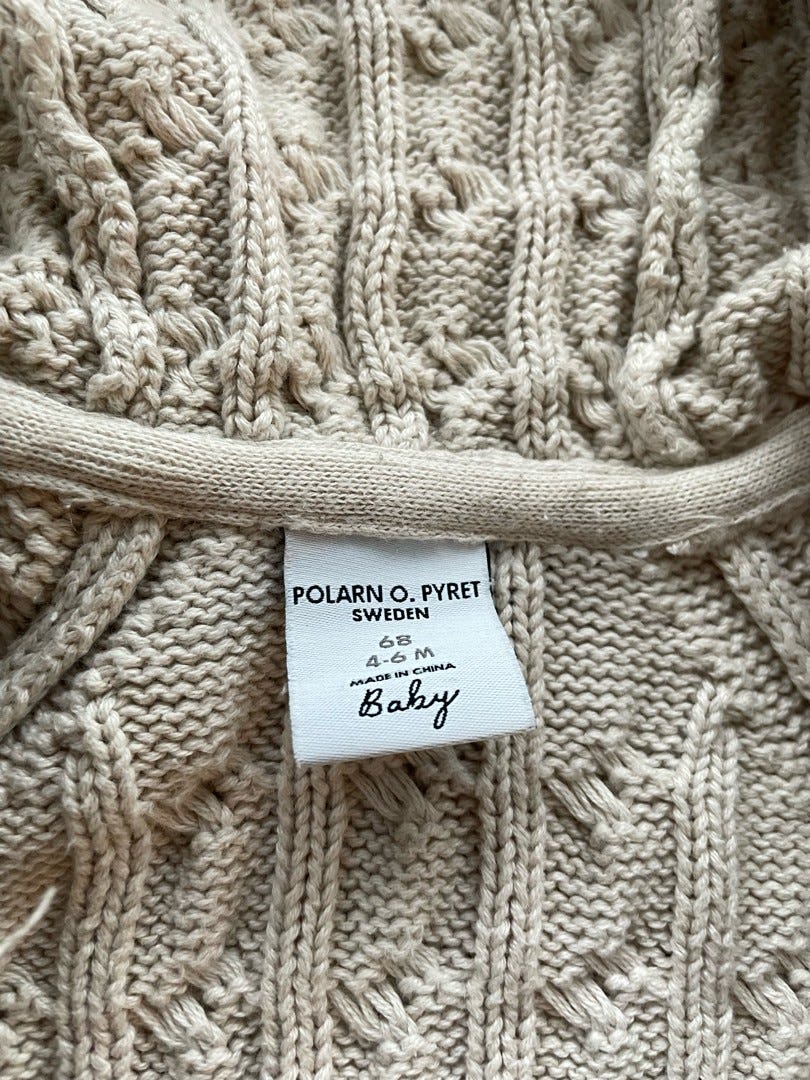 POLARN O. PYRET
SWEDEN
68
4-6 M
MADE IN CHINA
Baby